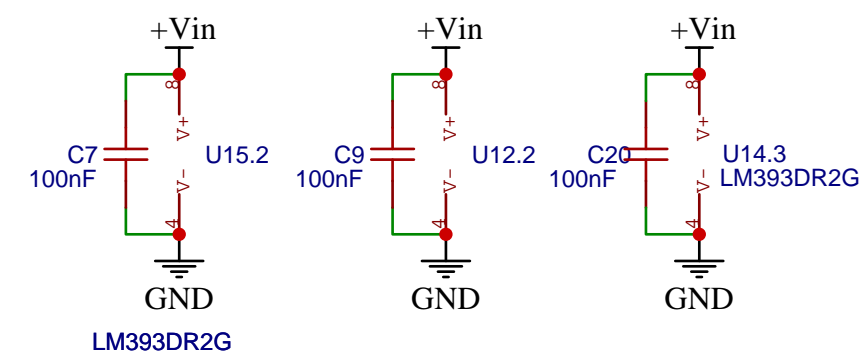 +Vin +Vin +Vin
8 8 8
V+ V+ V+
C7 U15.2 C9 U12.2 C20 U14.3
100nF 100nF 100nF LM393DR2G
V- V- V-
4 4 4
GND GND GND
LM393DR2G